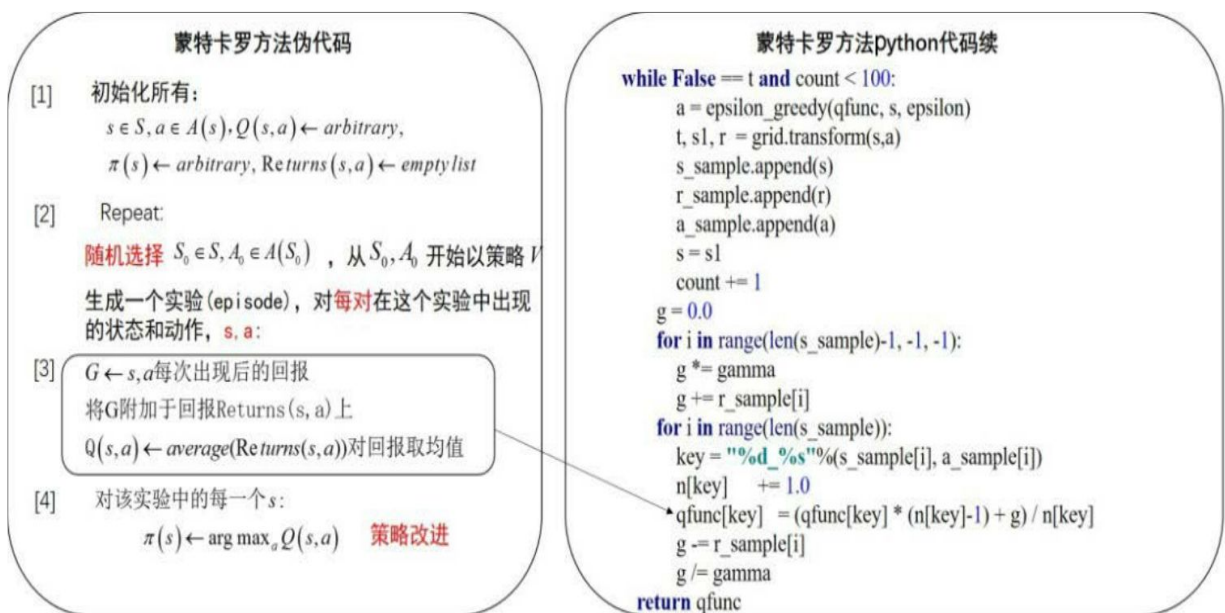 蒙特卡罗方法伪代码
[1] 初始化所有:
s ∈ S, a ∈ A(s), Q(s,a) ← arbitrary,
π(s) ← arbitrary, Returns(s,a) ← empty list
[2] Repeat:
随机选择 S₀ ∈ S, A₀ ∈ A(S₀) ，从 S₀, A₀ 开始以策略
生成一个实验(episode)，对每对在这个实验中出现
的状态和动作，s,a:
[3] G ← s,a每次出现后的回报
将G附加于回报Returns(s,a)上
Q(s,a) ← average(Returns(s,a))对回报取均值
[4] 对该实验中的每一个s:
π(s) ← arg maxₐ Q(s,a) 策略改进
蒙特卡罗方法python代码续
while False == t and count < 100:
a = epsilon_greedy(qfunc, s, epsilon)
t, s1, r = grid.transform(s,a)
s_sample.append(s)
r_sample.append(r)
a_sample.append(a)
s = s1
count += 1
g = 0.0
for i in range(len(s_sample)-1, -1, -1):
g *= gamma
g += r_sample[i]
for i in range(len(s_sample)):
key = "%d_%s"%(s_sample[i], a_sample[i])
n[key] += 1.0
qfunc[key] = (qfunc[key] * (n[key]-1) + g) / n[key]
g -= r_sample[i]
g /= gamma
return qfunc